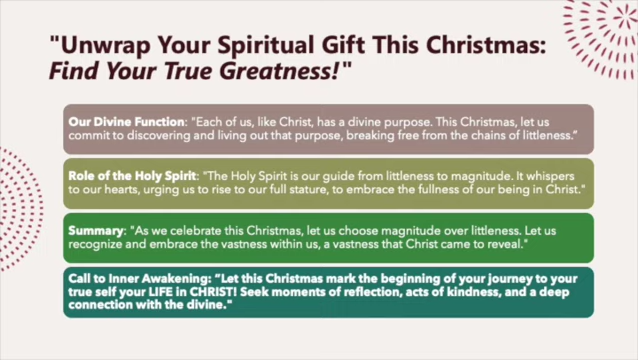 "Unwrap Your Spiritual Gift This Christmas:
Find Your True Greatness!"
Our Divine Function: "Each of us, like Christ, has a divine purpose. This Christmas, let us
commit to discovering and living out that purpose, breaking free from the chains of littleness."
Role of the Holy Spirit: "The Holy Spirit is our guide from littleness to magnitude. It whispers
to our hearts, urging us to rise to our full stature, to embrace the fullness of our being in Christ."
Summary: "As we celebrate this Christmas, let us choose magnitude over littleness. Let us
recognize and embrace the vastness within us, a vastness that Christ came to reveal."
Call to Inner Awakening: "Let this Christmas mark the beginning of your journey to your
true self your LIFE in CHRIST! Seek moments of reflection, acts of kindness, and a deep
connection with the divine."